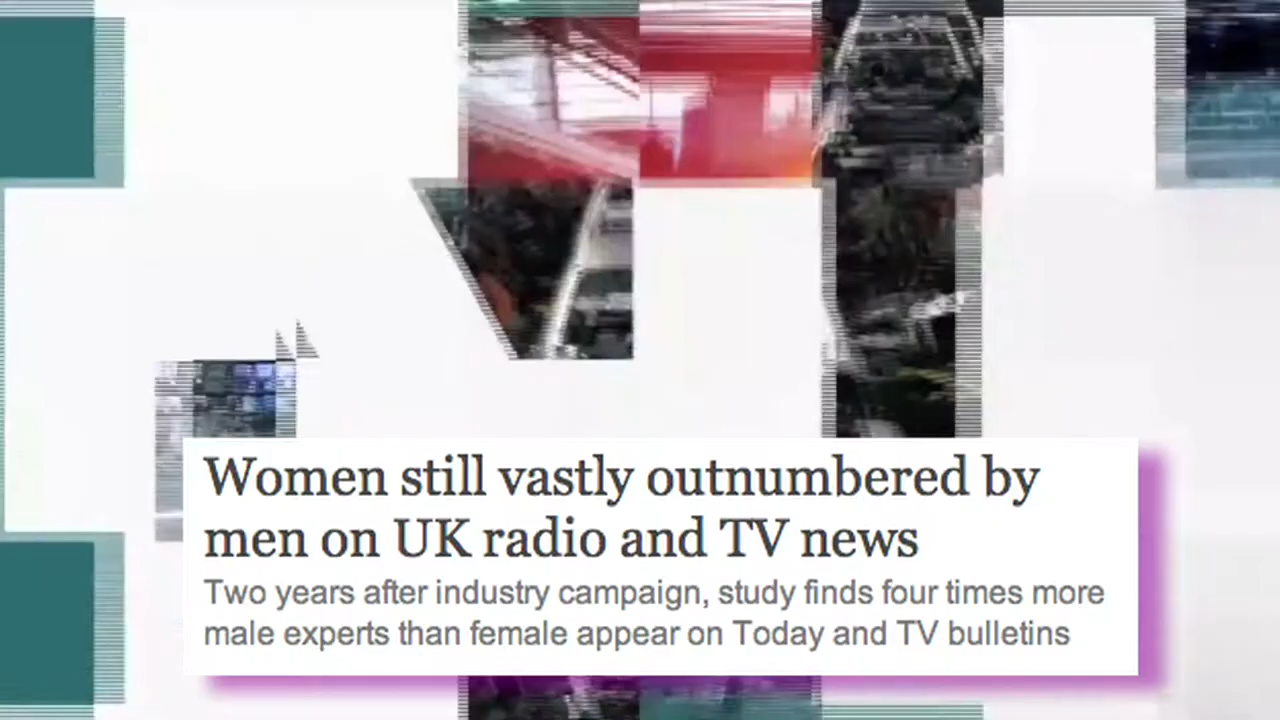 Women still vastly outnumbered by
men on UK radio and TV news
Two years after industry campaign, study finds four times more
male experts than female appear on Today and TV bulletins